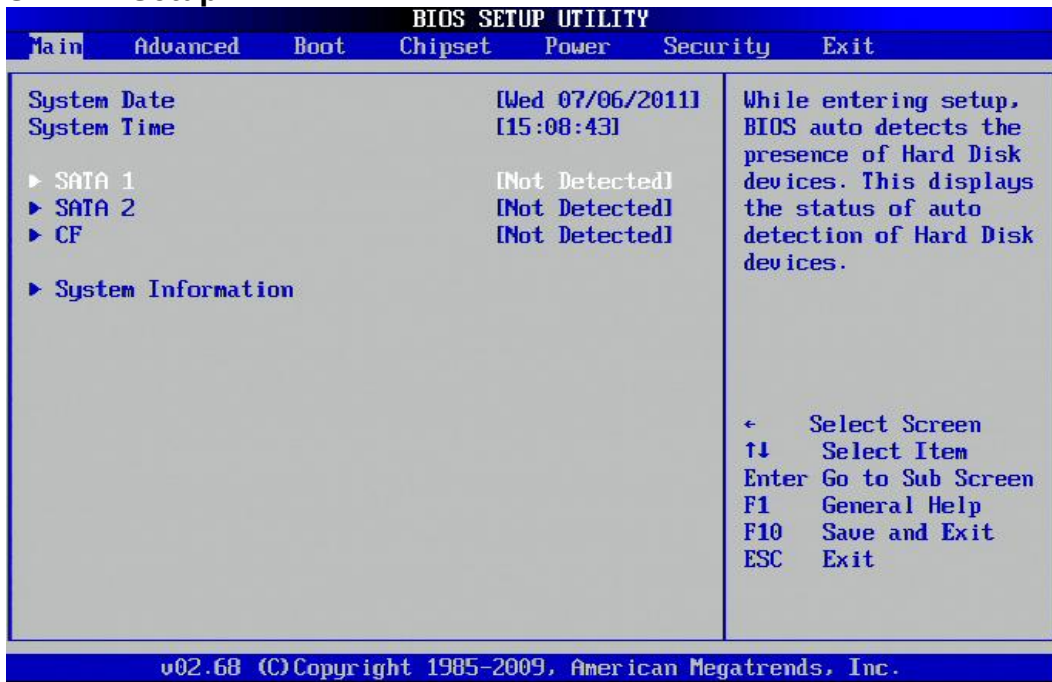 BIOS SETUP UTILITY
Main Advanced Boot Chipset Power Security Exit
System Date [Wed 07/06/2011]
System Time [15:08:43]
▶ SATA 1 [Not Detected]
▶ SATA 2 [Not Detected]
▶ CF [Not Detected]
▶ System Information
While entering setup,
BIOS auto detects the
presence of Hard Disk
devices. This displays
the status of auto
detection of Hard Disk
devices.
← Select Screen
↑↓ Select Item
Enter Go to Sub Screen
F1 General Help
F10 Save and Exit
ESC Exit
v02.68 (C)Copyright 1985-2009, American Megatrends, Inc.